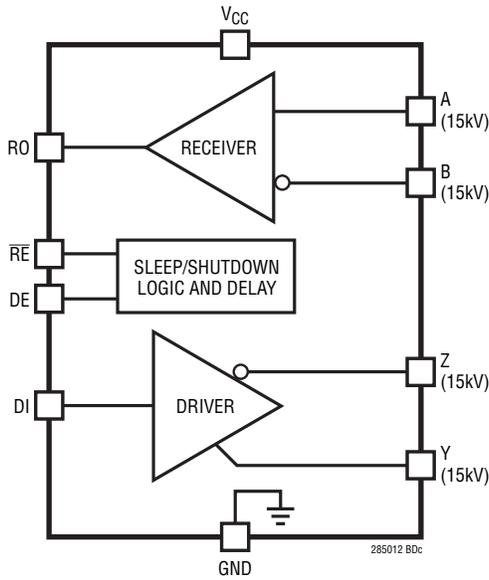 VCC
A
(15kV)
RO
RECEIVER
B
(15kV)
RE
SLEEP/SHUTDOWN
LOGIC AND DELAY
DE
Z
(15kV)
DI
DRIVER
Y
(15kV)
285012 BDc
GND